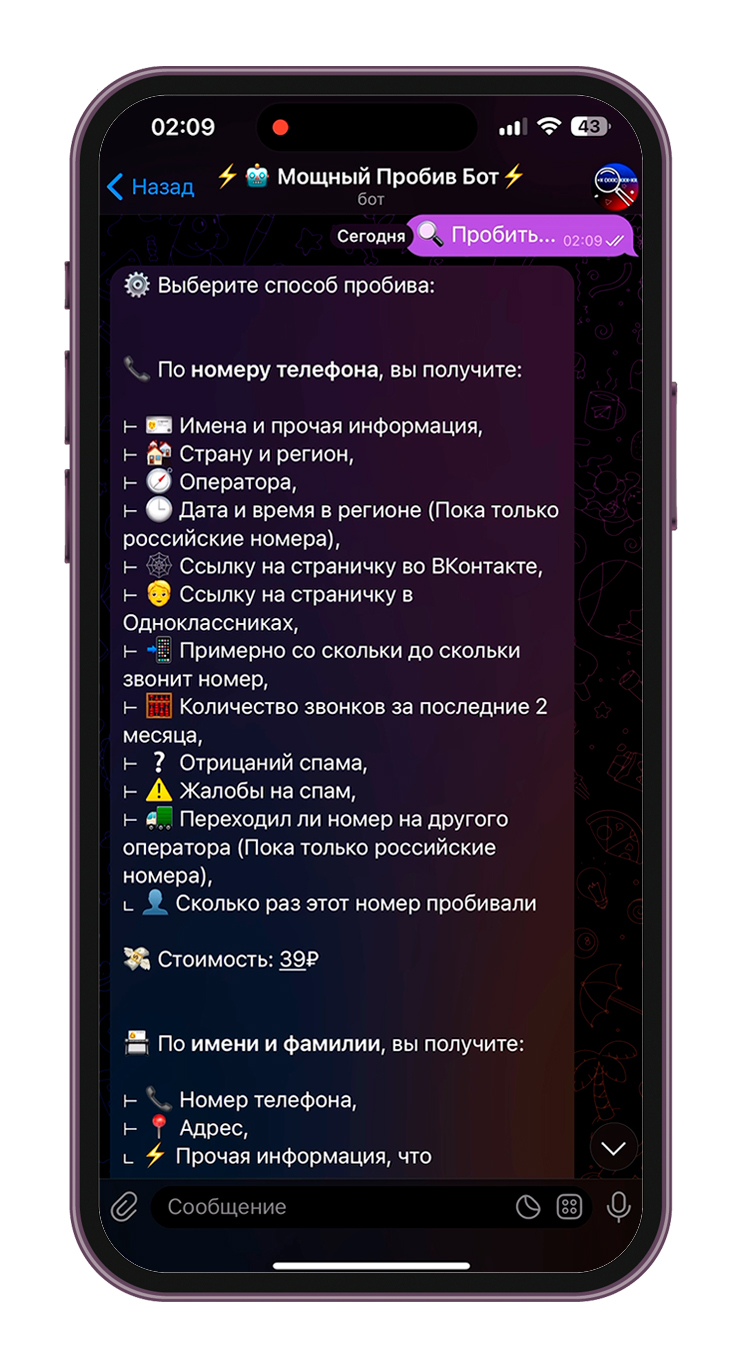 02:09
43
Назад
⚡🤖 Мощный Пробив Бот⚡
бот
Сегодня
🔍 Пробить... 02:09
⚙️ Выберите способ пробива:
📞 По номеру телефона, вы получите:
⊢ 🪪 Имена и прочая информация,
⊢ 🏘 Страну и регион,
⊢ 🧭 Оператора,
⊢ 🕒 Дата и время в регионе (Пока только
российские номера),
⊢ 🕸 Ссылку на страничку во ВКонтакте,
⊢ 🧑 Ссылку на страничку в
Одноклассниках,
⊢ 📲 Примерно со скольки до скольки
звонит номер,
⊢ 🧮 Количество звонков за последние 2
месяца,
⊢ ❔ Отрицаний спама,
⊢ ⚠️ Жалобы на спам,
⊢ 🚛 Переходил ли номер на другого
оператора (Пока только российские
номера),
∟ 👤 Сколько раз этот номер пробивали
💸 Стоимость: 39₽
📇 По имени и фамилии, вы получите:
⊢ 📞 Номер телефона,
⊢ 📍 Адрес,
∟ ⚡ Прочая информация, что
Сообщение